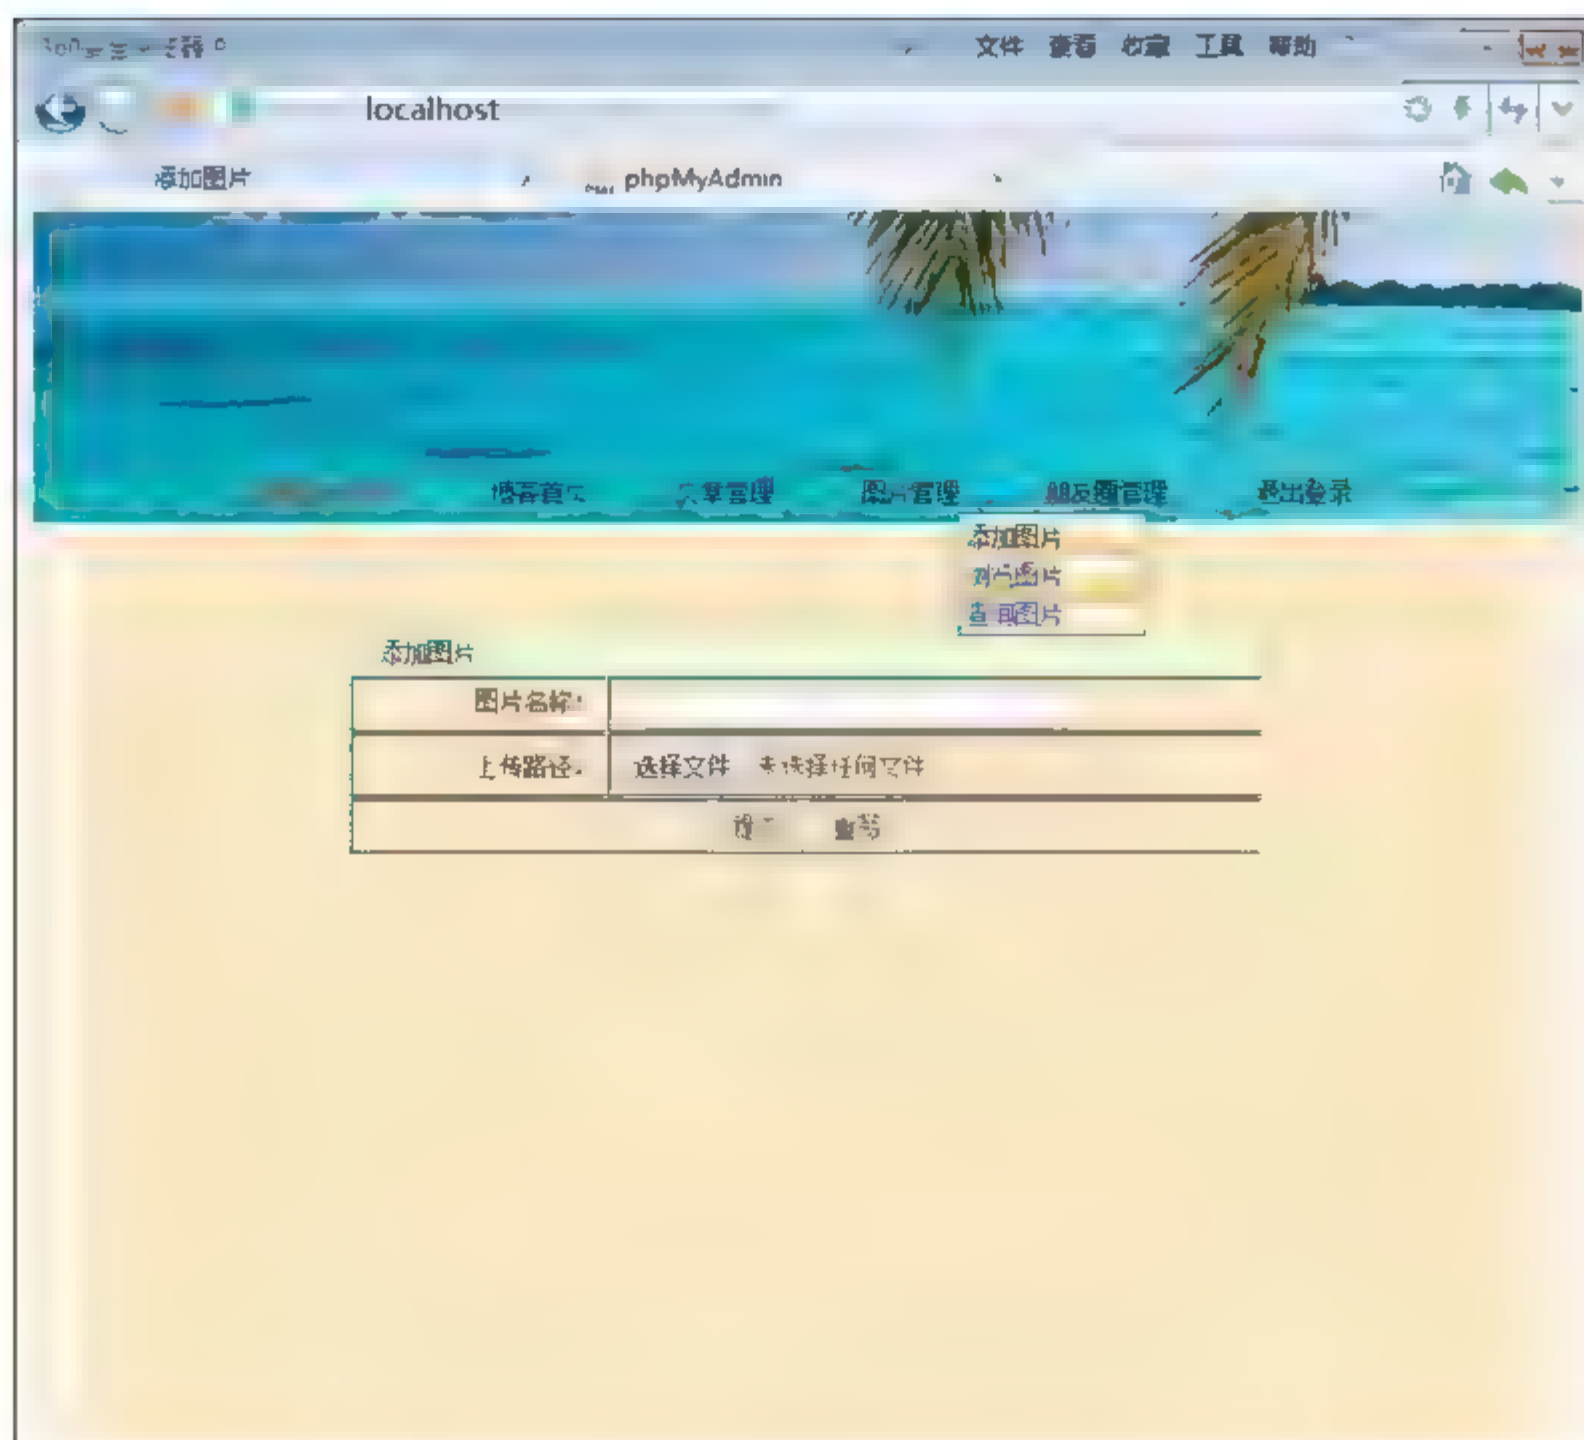 文件 查看 收藏 工具 帮助
localhost
添加图片 phpMyAdmin
博客首页 文章管理 图片管理 朋友圈管理 退出登录
添加图片
浏览图片
查询图片
添加图片
图片名称：
上传路径： 选择文件 未选择任何文件
提交 重写